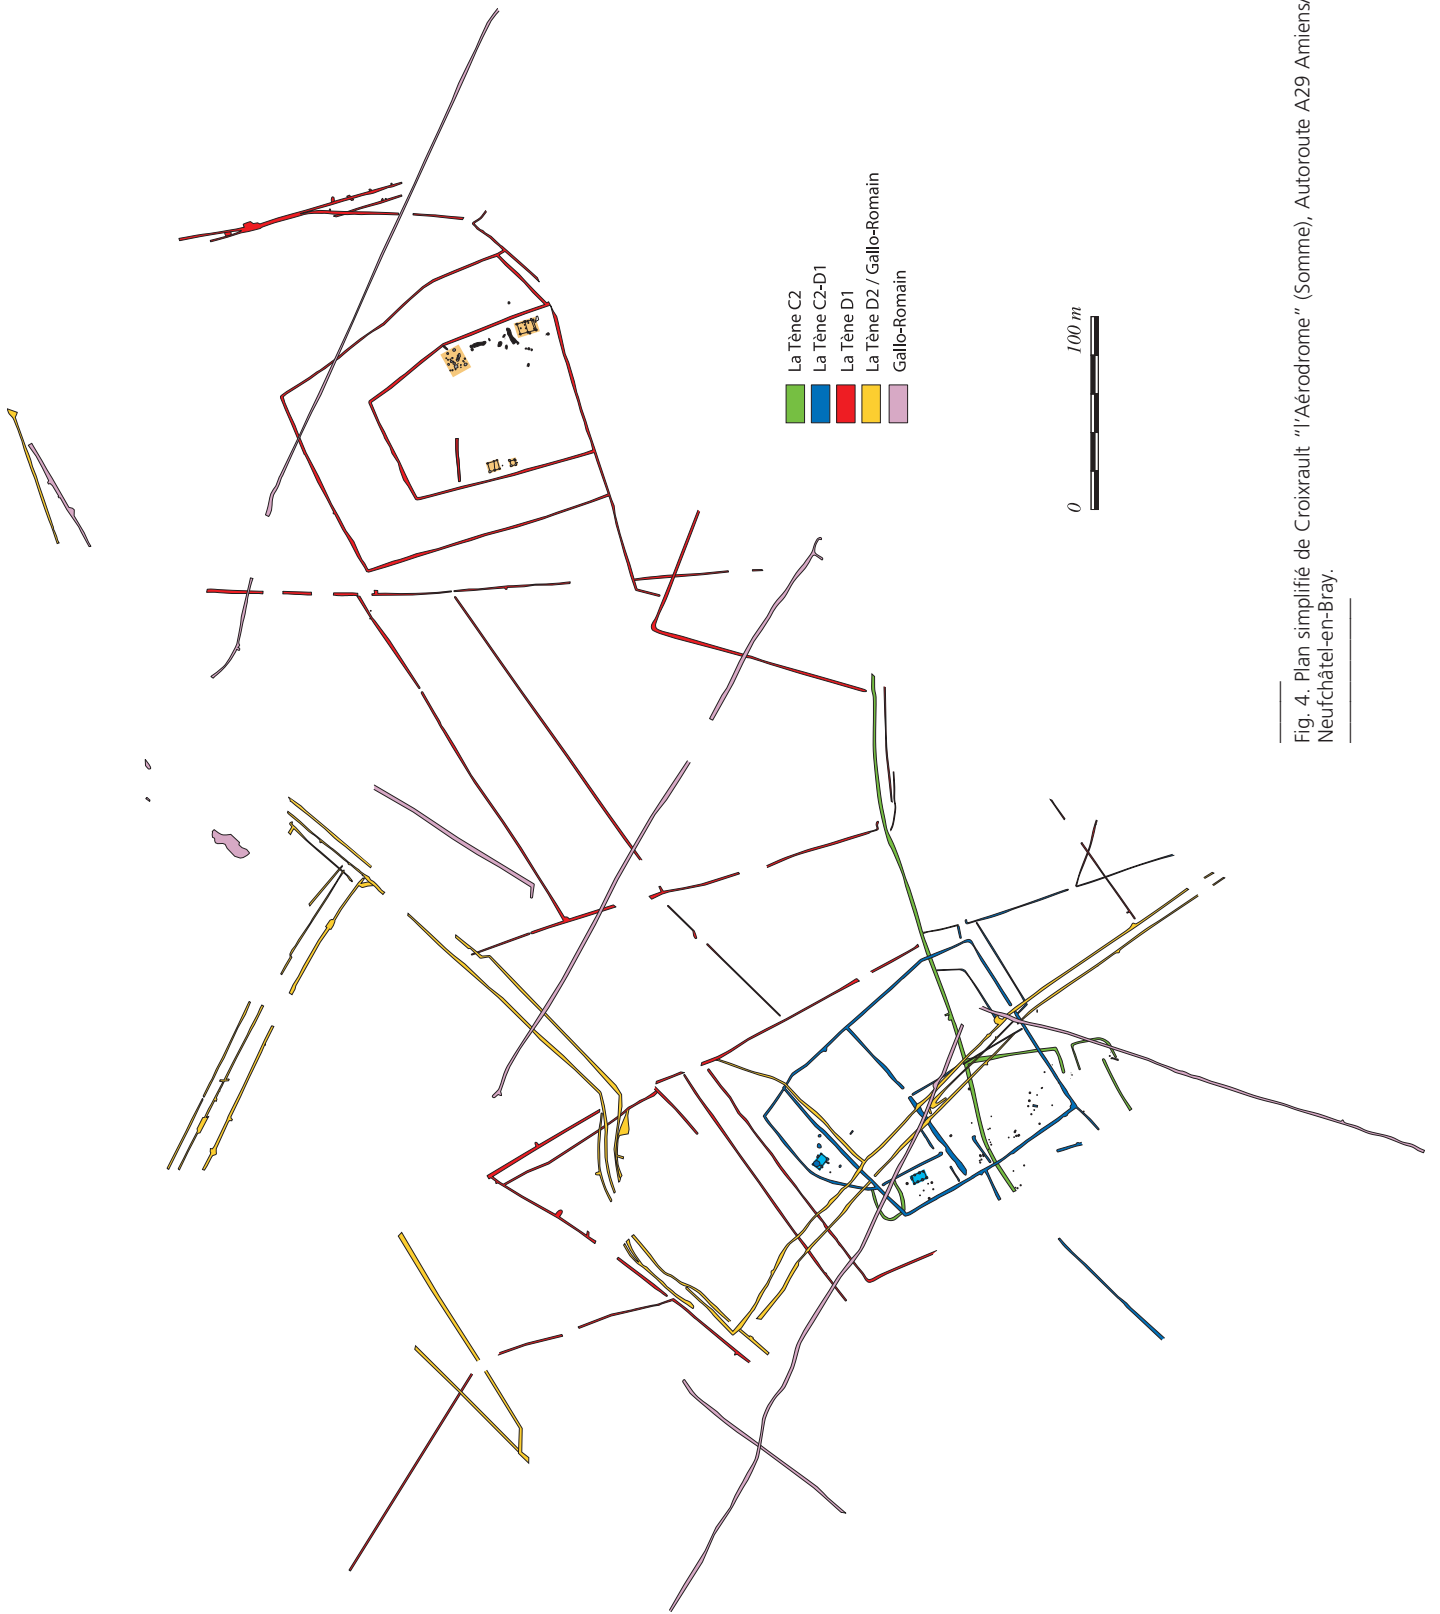 La Tène C2
La Tène C2-D1
La Tène D1
La Tène D2 / Gallo-Romain
Gallo-Romain
0
100 m
Fig. 4. Plan simplifié de Croixrault "l'Aérodrome" (Somme), Autoroute A29 Amiens/
Neufchâtel-en-Bray.